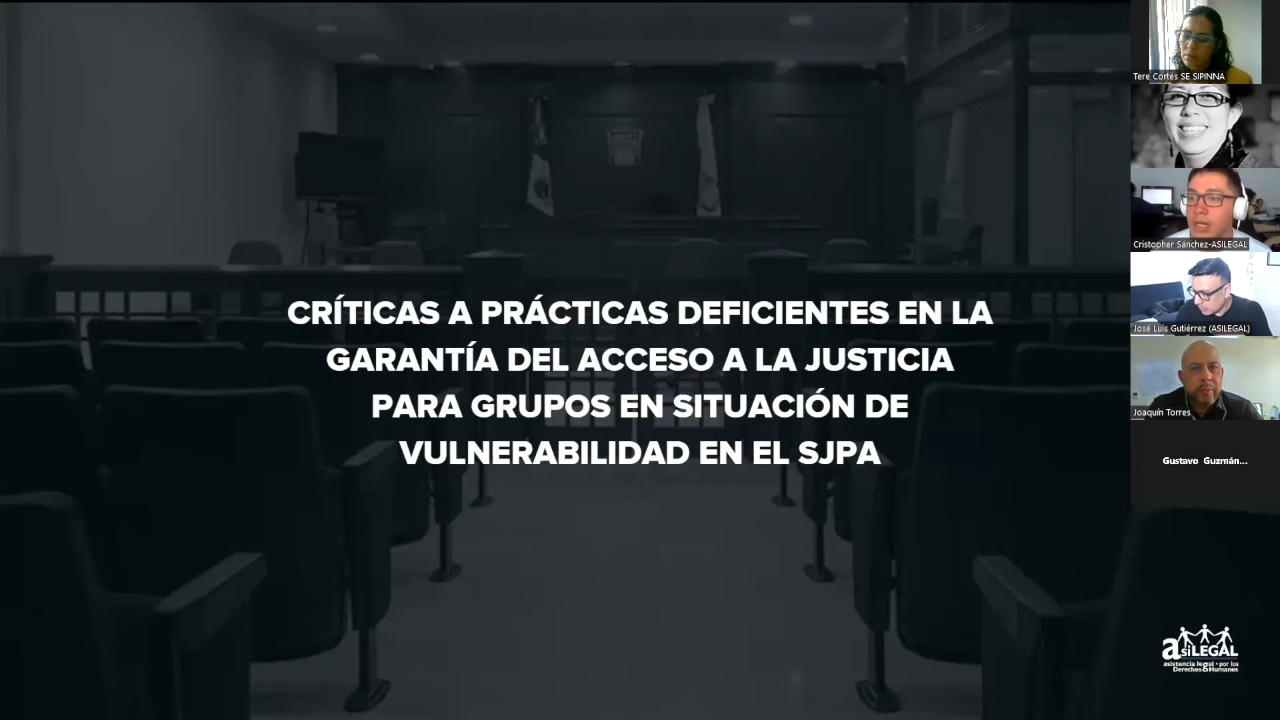 CRÍTICAS A PRÁCTICAS DEFICIENTES EN LA
GARANTÍA DEL ACCESO A LA JUSTICIA
PARA GRUPOS EN SITUACIÓN DE
VULNERABILIDAD EN EL SJPA
Tere Cortés SE SIPINNA
Cristopher Sánchez-ASILEGAL
José Luis Gutiérrez (ASILEGAL)
Joaquín Torres
Gustavo Guzmán...
asiLEGAL
asistencia legal • por los
Derechos Humanos